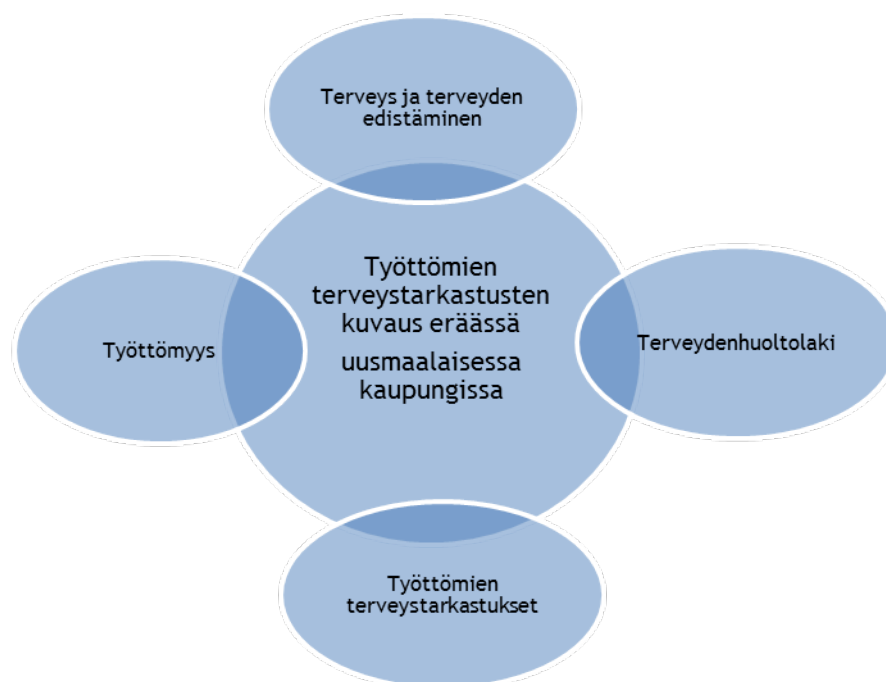 Terveys ja terveyden
edistäminen
Työttömien
terveystarkastusten
kuvaus eräässä
uusmaalaisessa
kaupungissa
Työttömyys
Terveydenhuoltolaki
Työttömien
terveystarkastukset